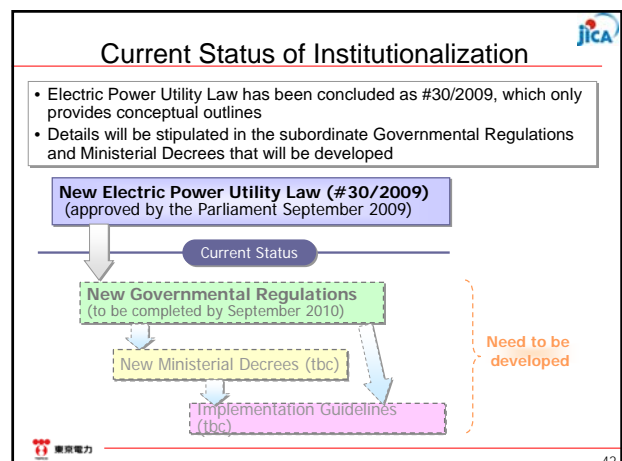 jica
Current Status of Institutionalization
• Electric Power Utility Law has been concluded as #30/2009, which only
provides conceptual outlines
• Details will be stipulated in the subordinate Governmental Regulations
and Ministerial Decrees that will be developed
New Electric Power Utility Law (#30/2009)
(approved by the Parliament September 2009)
Current Status
New Governmental Regulations
(to be completed by September 2010)
Need to be
developed
New Ministerial Decrees (tbc)
Implementation Guidelines
(tbc)
東京電力